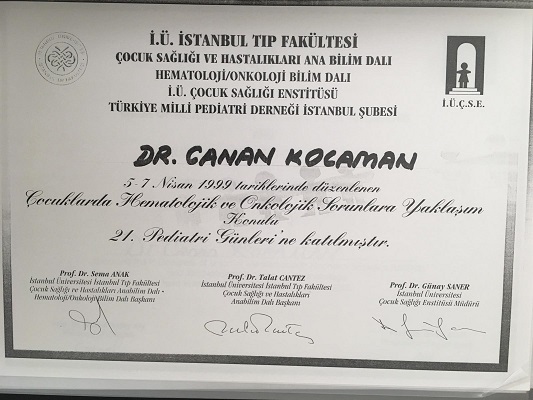 İ.Ü. İSTANBUL TIP FAKÜLTESİ
ÇOCUK SAĞLIĞI VE HASTALIKLARI ANA BİLİM DALI
HEMATOLOJİ/ONKOLOJİ BİLİM DALI
İ.Ü. ÇOCUK SAĞLIĞI ENSTİTÜSÜ
TÜRKİYE MİLLİ PEDİATRİ DERNEĞİ İSTANBUL ŞUBESİ
İ.Ü.Ç.S.E.
DR. CANAN KOCAMAN
5-7 Nisan 1999 tarihlerinde düzenlenen
Çocuklarda Hematolojik ve Onkolojik Sorunlara Yaklaşım
Konulu
21. Pediatri Günleri'ne katılmıştır.
Prof. Dr. Sema ANAK
İstanbul Üniversitesi İstanbul Tıp Fakültesi
Çocuk Sağlığı ve Hastalıkları Anabilim Dalı -
Hematoloji/Onkoloji Bilim Dalı Başkanı
Prof. Dr. Talat CANTEZ
İstanbul Üniversitesi İstanbul Tıp Fakültesi
Çocuk Sağlığı ve Hastalıkları
Anabilim Dalı Başkanı
Prof. Dr. Günay SANER
İstanbul Üniversitesi
Çocuk Sağlığı Enstitüsü Müdürü